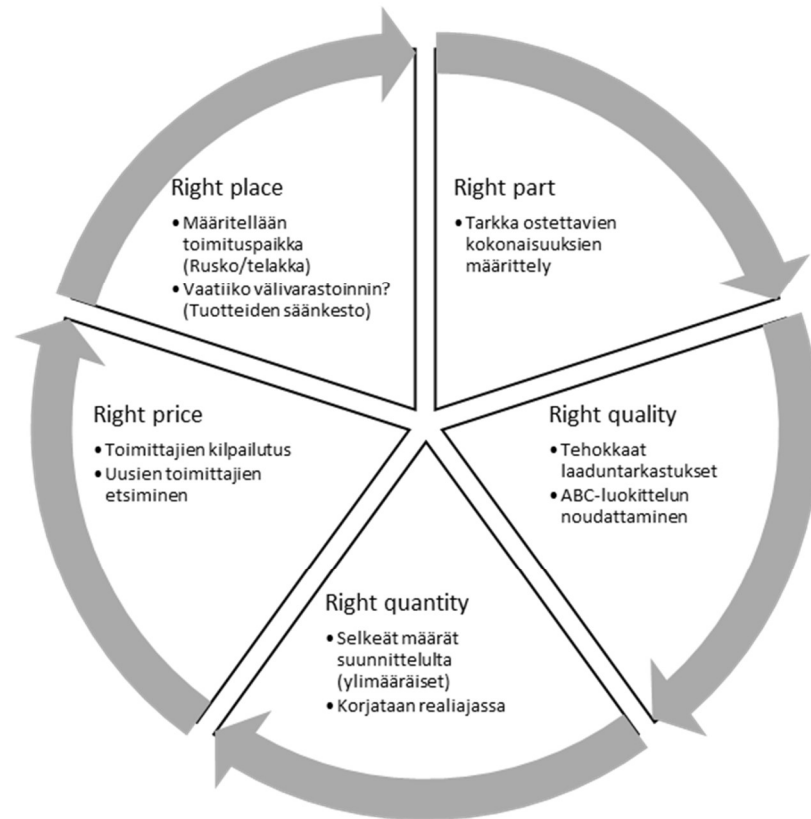 Right place
• Määritellään
toimituspaikka
(Rusko/telakka)
• Vaatiiko välivarastoinnin?
(Tuotteiden säänkesto)
Right part
• Tarkka ostettavien
kokonaisuuksien
määrittely
Right price
• Toimittajien kilpailutus
• Uusien toimittajien
etsiminen
Right quality
• Tehokkaat
laaduntarkastukset
• ABC-luokittelun
noudattaminen
Right quantity
• Selkeät määrät
suunnittelulta
(ylimääräiset)
• Korjataan realiajassa